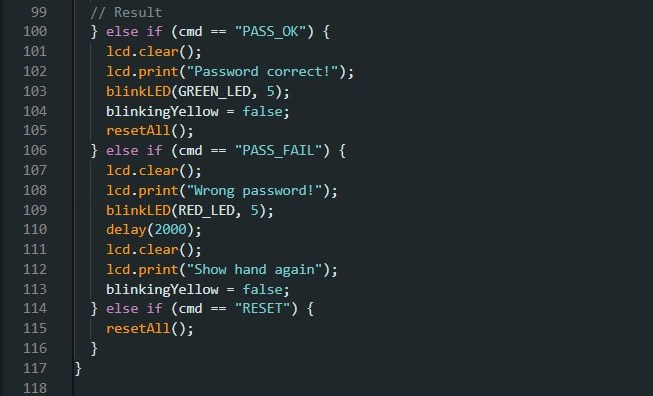 99 // Result
100 } else if (cmd == "PASS_OK") {
101 lcd.clear();
102 lcd.print("Password correct!");
103 blinkLED(GREEN_LED, 5);
104 blinkingYellow = false;
105 resetAll();
106 } else if (cmd == "PASS_FAIL") {
107 lcd.clear();
108 lcd.print("Wrong password!");
109 blinkLED(RED_LED, 5);
110 delay(2000);
111 lcd.clear();
112 lcd.print("Show hand again");
113 blinkingYellow = false;
114 } else if (cmd == "RESET") {
115 resetAll();
116 }
117 }
118